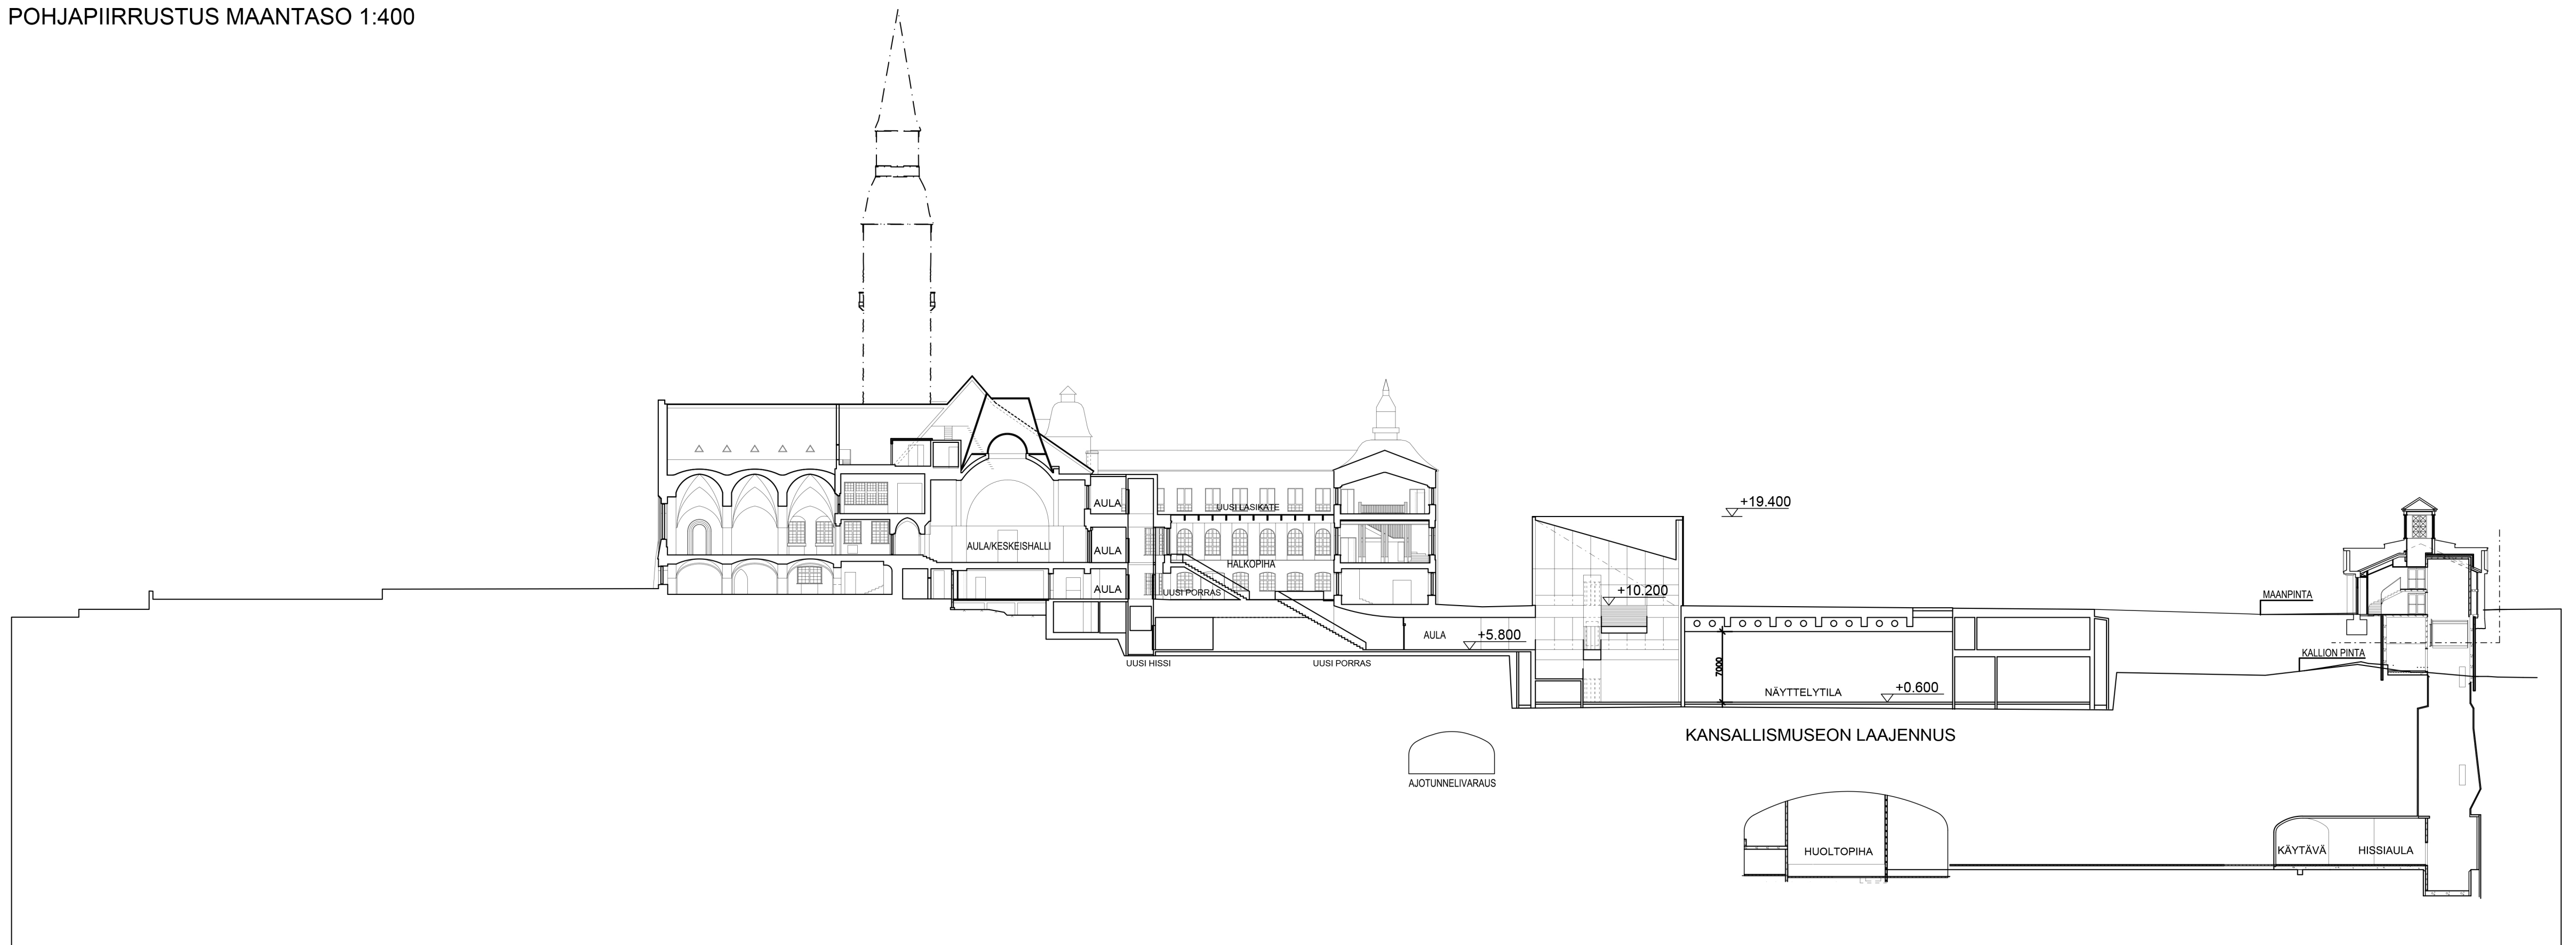 POHJAPIIRRUSTUS MAANTASO 1:400
+19.400
AULA
UUSI LASIKATE
AULA/KESKEISHALLI
AULA
HALKOPIHA
AULA
UUSI PORRAS
+10.200
MAANPINTA
AULA
+5.800
UUSI HISSI
UUSI PORRAS
KALLION PINTA
7000
NÄYTTELYTILA
+0.600
KANSALLISMUSEON LAAJENNUS
AJOTUNNELIVARAUS
HUOLTOPIHA
KÄYTÄVÄ
HISSIAULA